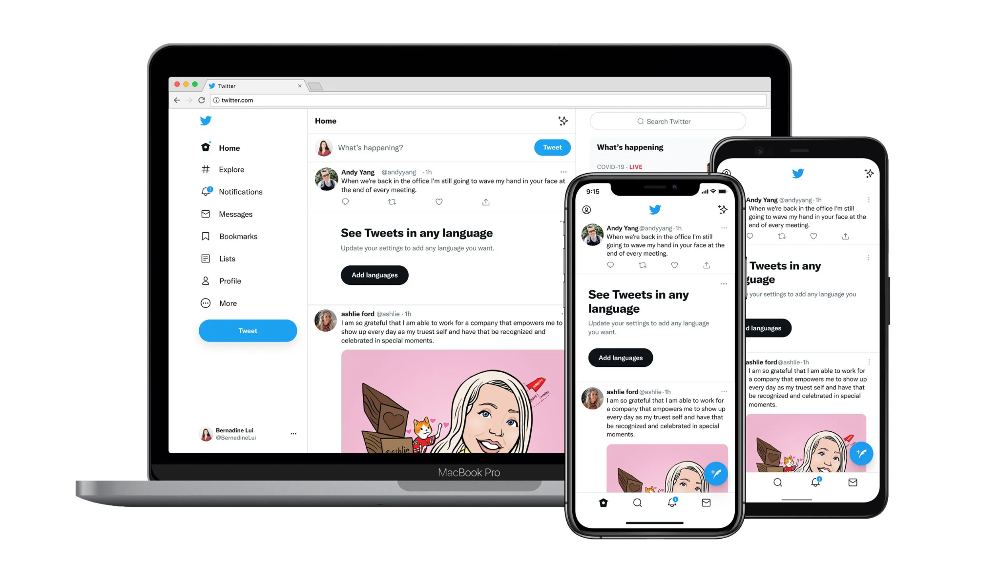 Twitter
twitter.com
Home
Explore
Notifications
1
Messages
Bookmarks
Lists
Profile
More
Tweet
Bernadine Lui
@BernadineLui
Home
What's happening?
Tweet
Andy Yang @andyyang · 1h
When we're back in the office I'm still going to wave my hand in your face at
the end of every meeting.
See Tweets in any language
Update your settings to add any language you want.
Add languages
ashlie ford @ashlie · 1h
I am so grateful that I am able to work for a company that empowers me to
show up every day as my truest self and have that be recognized and
celebrated in special moments.
@ashlie
Search Twitter
What's happening
COVID-19 · LIVE
MacBook Pro
9:15
Andy Yang @andyyang · 1h
When we're back in the office I'm still
going to wave my hand in your face at the
end of every meeting.
See Tweets in any
language
Update your settings to add any language
you want.
Add languages
ashlie ford @ashlie · 1h
I am so grateful that I am able to work for
a company that empowers me to show up
every day as my truest self and have that
be recognized and celebrated in special
moments.
1
Andy Yang @andyyang · 1h
When we're back in the office I'm still
going to wave my hand in your face at the
end of every meeting.
Tweets in any
guage
your settings to add any language you
d languages
ashlie ford @ashlie · 1h
I am so grateful that I am able to work for
a company that empowers me to show up
every day as my truest self and have that
be recognized and celebrated in special
moments.
1